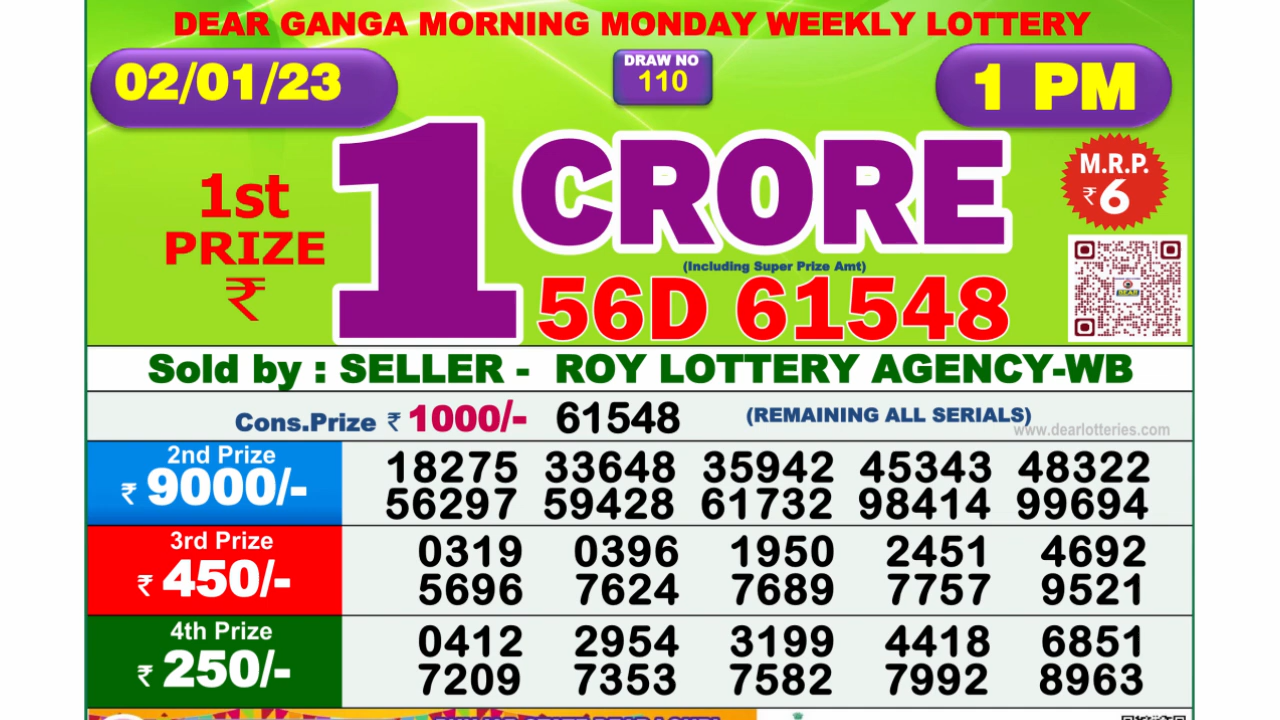 DEAR GANGA MORNING MONDAY WEEKLY LOTTERY
02/01/23
DRAW NO
110
1 PM
1st
PRIZE
₹
1 CRORE
(Including Super Prize Amt)
56D 61548
M.R.P.
₹ 6
DEAR
Sold by : SELLER - ROY LOTTERY AGENCY-WB
Cons.Prize ₹ 1000/- 61548 (REMAINING ALL SERIALS)
www.dearlotteries.com
2nd Prize
₹ 9000/-
18275 33648 35942 45343 48322
56297 59428 61732 98414 99694
3rd Prize
₹ 450/-
0319 0396 1950 2451 4692
5696 7624 7689 7757 9521
4th Prize
₹ 250/-
0412 2954 3199 4418 6851
7209 7353 7582 7992 8963